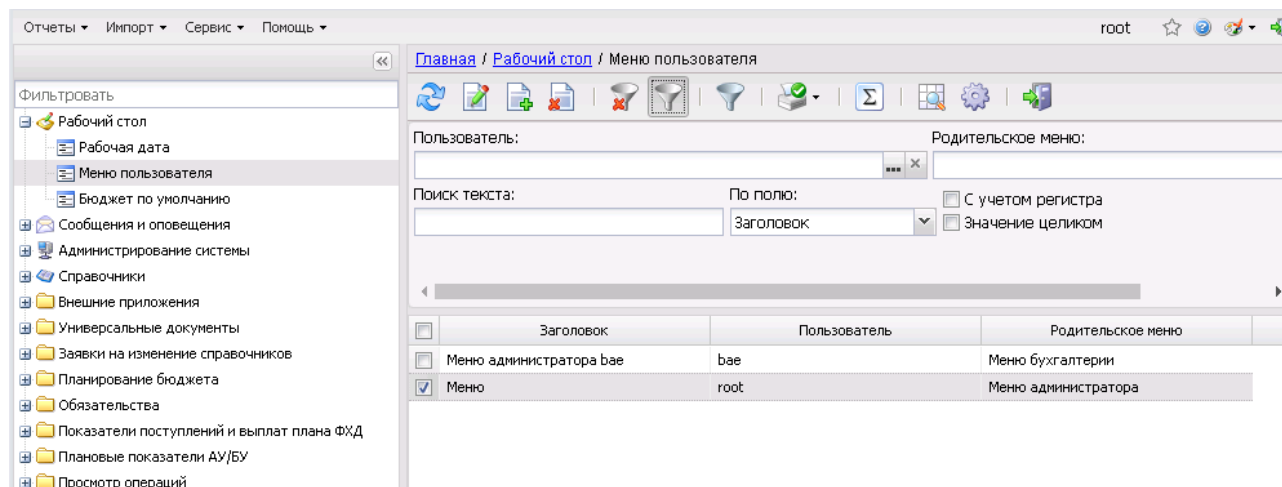 Отчеты Импорт Сервис Помощь root
Главная / Рабочий стол / Меню пользователя
Фильтровать
Рабочий стол
Рабочая дата
Меню пользователя
Бюджет по умолчанию
Сообщения и оповещения
Администрирование системы
Справочники
Внешние приложения
Универсальные документы
Заявки на изменение справочников
Планирование бюджета
Обязательства
Показатели поступлений и выплат плана ФХД
Плановые показатели АУ/БУ
Просмотр операций
Пользователь: Родительское меню:
Поиск текста: По полю: С учетом регистра
Заголовок Значение целиком
Заголовок Пользователь Родительское меню
Меню администратора bae bae Меню бухгалтерии
Меню root Меню администратора